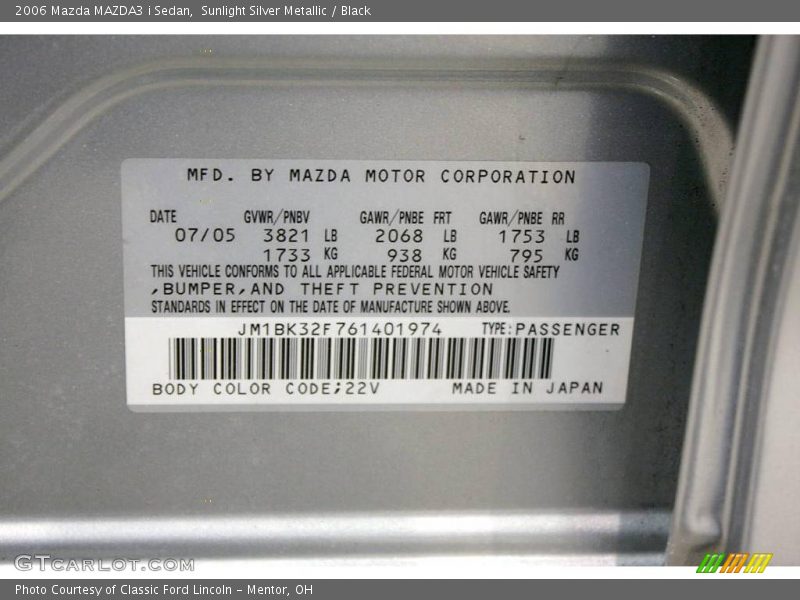 2006 Mazda MAZDA3 i Sedan, Sunlight Silver Metallic / Black
MFD. BY MAZDA MOTOR CORPORATION
DATE GVWR/PNBV GAWR/PNBE FRT GAWR/PNBE RR
07/05 3821 LB 2068 LB 1753 LB
1733 KG 938 KG 795 KG
THIS VEHICLE CONFORMS TO ALL APPLICABLE FEDERAL MOTOR VEHICLE SAFETY
,BUMPER,AND THEFT PREVENTION
STANDARDS IN EFFECT ON THE DATE OF MANUFACTURE SHOWN ABOVE.
JM1BK32F761401974 TYPE:PASSENGER
BODY COLOR CODE;22V MADE IN JAPAN
GTCARLOT.COM
Photo Courtesy of Classic Ford Lincoln - Mentor, OH